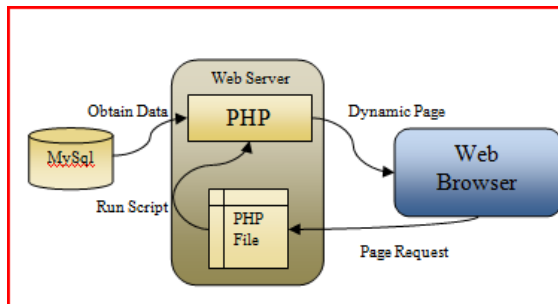 Web Server
Obtain Data
PHP
Dynamic Page
MySql
Web
Browser
Run Script
PHP
File
Page Request